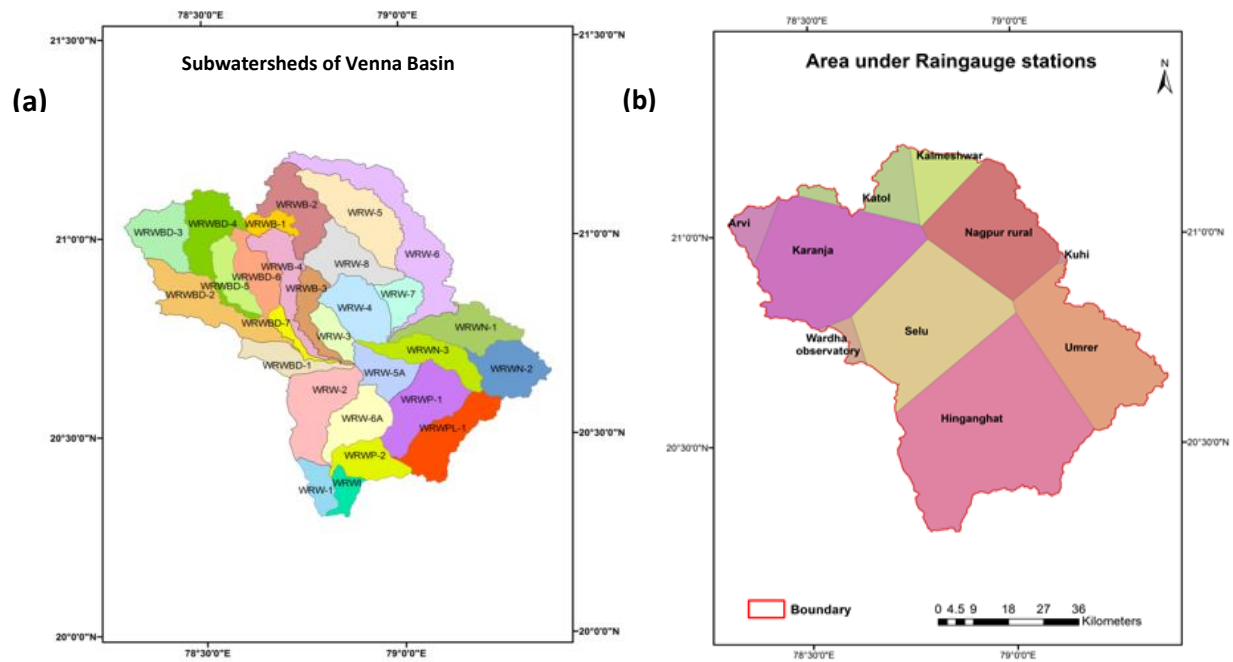 78°30'0"E
79°0'0"E
21°30'0"N
21°30'0"N
Subwatersheds of Venna Basin
(a)
WRWB-2
WRW-5
WRWBD-4
WRWB-1
WRWBD-3
21°0'0"N
21°0'0"N
WRW-6
WRWB-4
WRW-8
WRWBD-6
WRWBD-5
WRWB-3
WRWBD-2
WRW-7
WRW-4
WRWBD-7
WRWN-1
WRW-3
WRWN-3
WRWBD-1
WRW-5A
WRWN-2
WRW-2
WRWP-1
WRW-6A
WRWPL-1
20°30'0"N
20°30'0"N
WRWP-2
WRW-1
WRWI
20°0'0"N
20°0'0"N
78°30'0"E
79°0'0"E
78°30'0"E
79°0'0"E
21°30'0"N
Area under Raingauge stations
N
(b)
Kalmeshwar
Katol
Arvi
21°0'0"N
21°0'0"N
Nagpur rural
Karanja
Kuhi
Selu
Wardha
observatory
Umrer
Hinganghat
20°30'0"N
20°30'0"N
Boundary
0 4.5 9 18 27 36
Kilometers
20°0'0"N
78°30'0"E
79°0'0"E